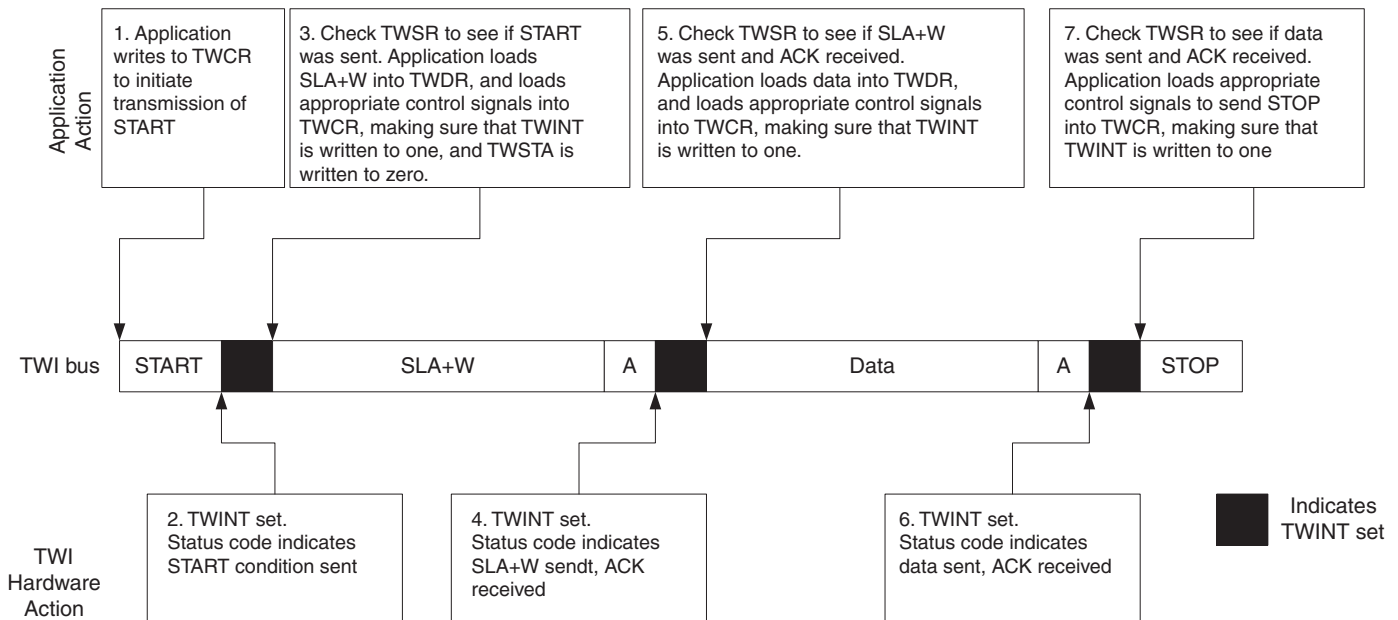 Application
Action
1. Application
writes to TWCR
to initiate
transmission of
START
3. Check TWSR to see if START
was sent. Application loads
SLA+W into TWDR, and loads
appropriate control signals into
TWCR, making sure that TWINT
is written to one, and TWSTA is
written to zero.
5. Check TWSR to see if SLA+W
was sent and ACK received.
Application loads data into TWDR,
and loads appropriate control signals
into TWCR, making sure that TWINT
is written to one.
7. Check TWSR to see if data
was sent and ACK received.
Application loads appropriate
control signals to send STOP
into TWCR, making sure that
TWINT is written to one
TWI bus
START
SLA+W
A
Data
A
STOP
TWI
Hardware
Action
2. TWINT set.
Status code indicates
START condition sent
4. TWINT set.
Status code indicates
SLA+W sendt, ACK
received
6. TWINT set.
Status code indicates
data sent, ACK received
Indicates
TWINT set